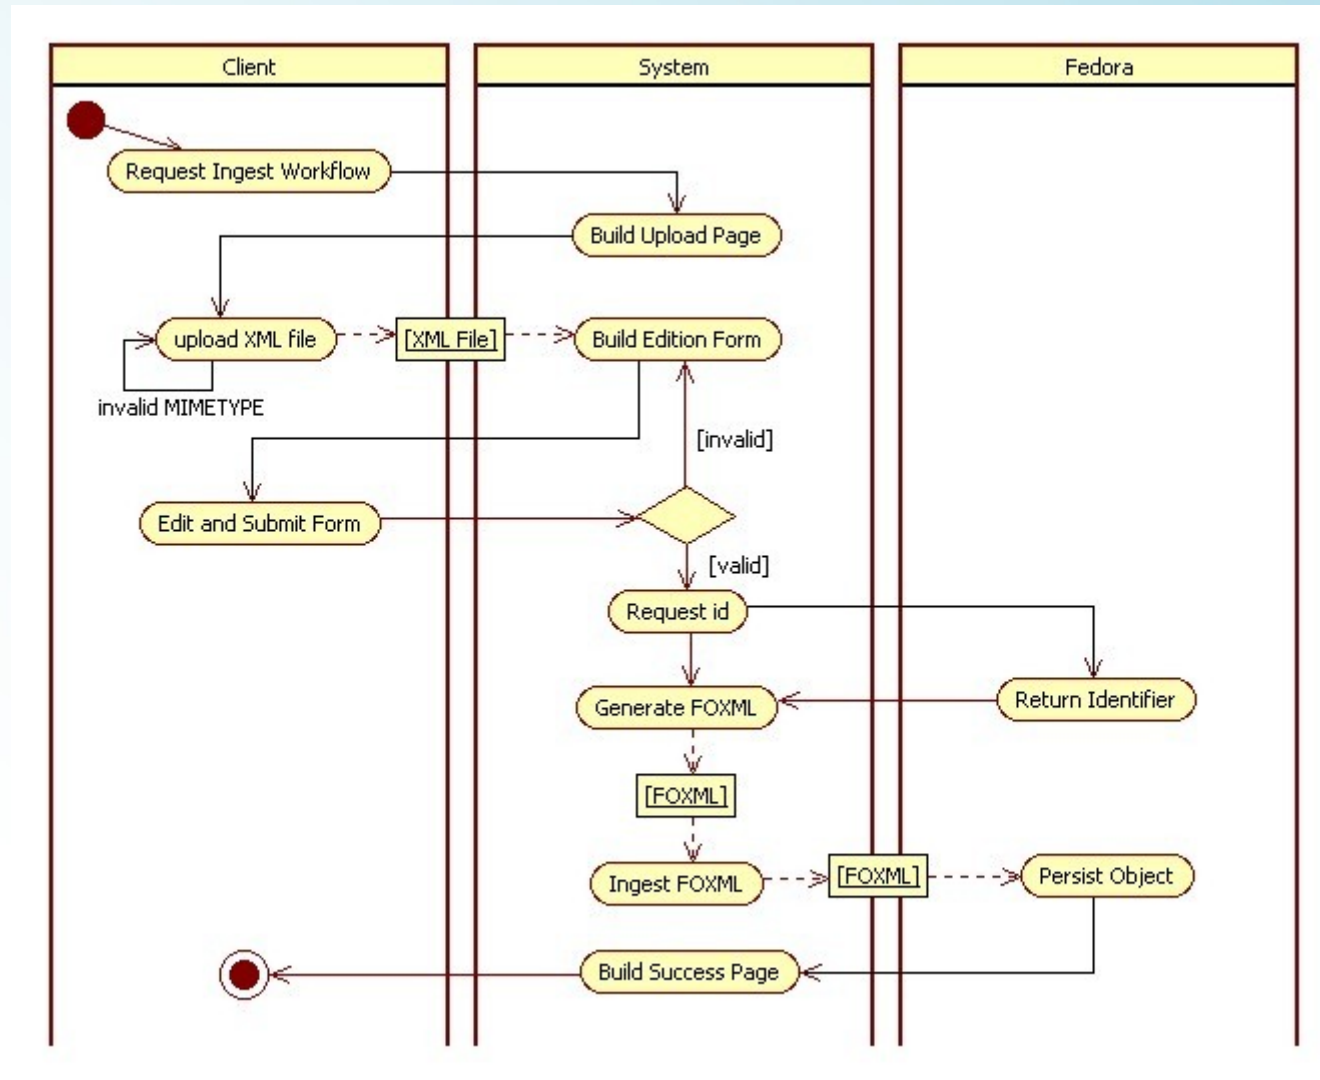 Client
System
Fedora
Request Ingest Workflow
Build Upload Page
upload XML file
[XML File]
Build Edition Form
invalid MIMETYPE
[invalid]
Edit and Submit Form
[valid]
Request id
Generate FOXML
Return Identifier
[FOXML]
Ingest FOXML
[FOXML]
Persist Object
Build Success Page